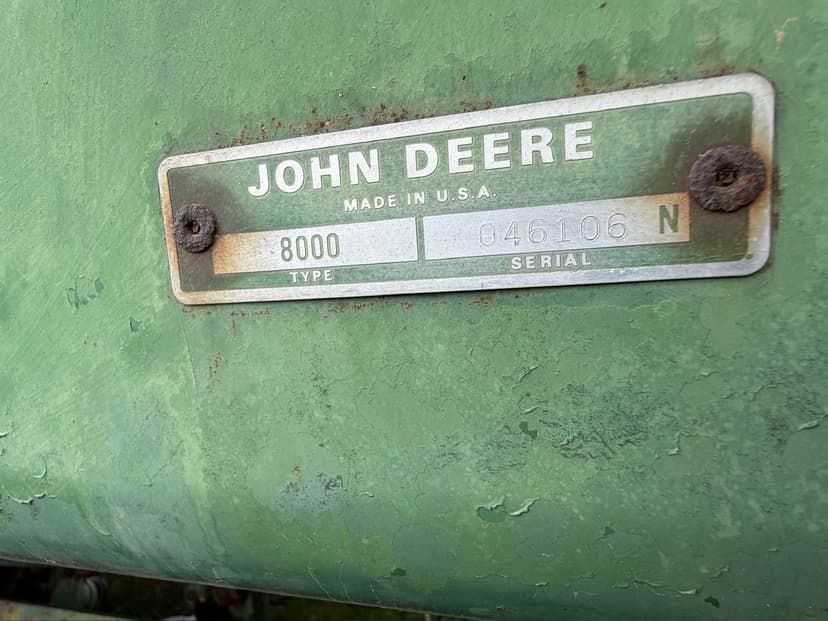 JOHN DEERE
MADE IN U.S.A.
8000 046106 N
TYPE SERIAL